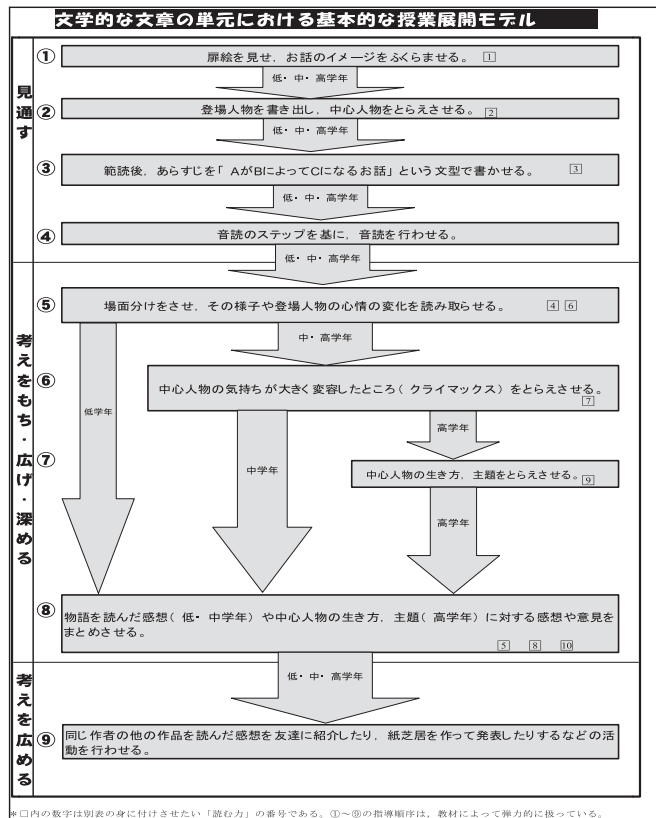 文学的な文章の単元における基本的な授業展開モデル
見通す
① 扉絵を見せ，お話のイメージをふくらませる。 1
低・中・高学年
② 登場人物を書き出し，中心人物をとらえさせる。 2
低・中・高学年
③ 範読後，あらすじを「 AがBによってCになるお話」という文型で書かせる。 3
低・中・高学年
④ 音読のステップを基に，音読を行わせる。
低・中・高学年
考えをもち・広げ・深める
⑤ 場面分けをさせ，その様子や登場人物の心情の変化を読み取らせる。 4 6
低学年
中・高学年
⑥ 中心人物の気持ちが大きく変容したところ（ クライマックス）をとらえさせる。
7
中学年
高学年
⑦ 中心人物の生き方，主題をとらえさせる。 9
高学年
⑧ 物語を読んだ感想（ 低・ 中学年）や中心人物の生き方，主題（ 高学年）に対する感想や意見を
まとめさせる。
5 8 10
低・中・高学年
考えを広める
⑨ 同じ作者の他の作品を読んだ感想を友達に紹介したり，紙芝居を作って発表したりするなどの活
動を行わせる。
＊□内の数字は別表の身に付けさせたい「読む力」の番号である。①～⑨の指導順序は，教材によって弾力的に扱っている。